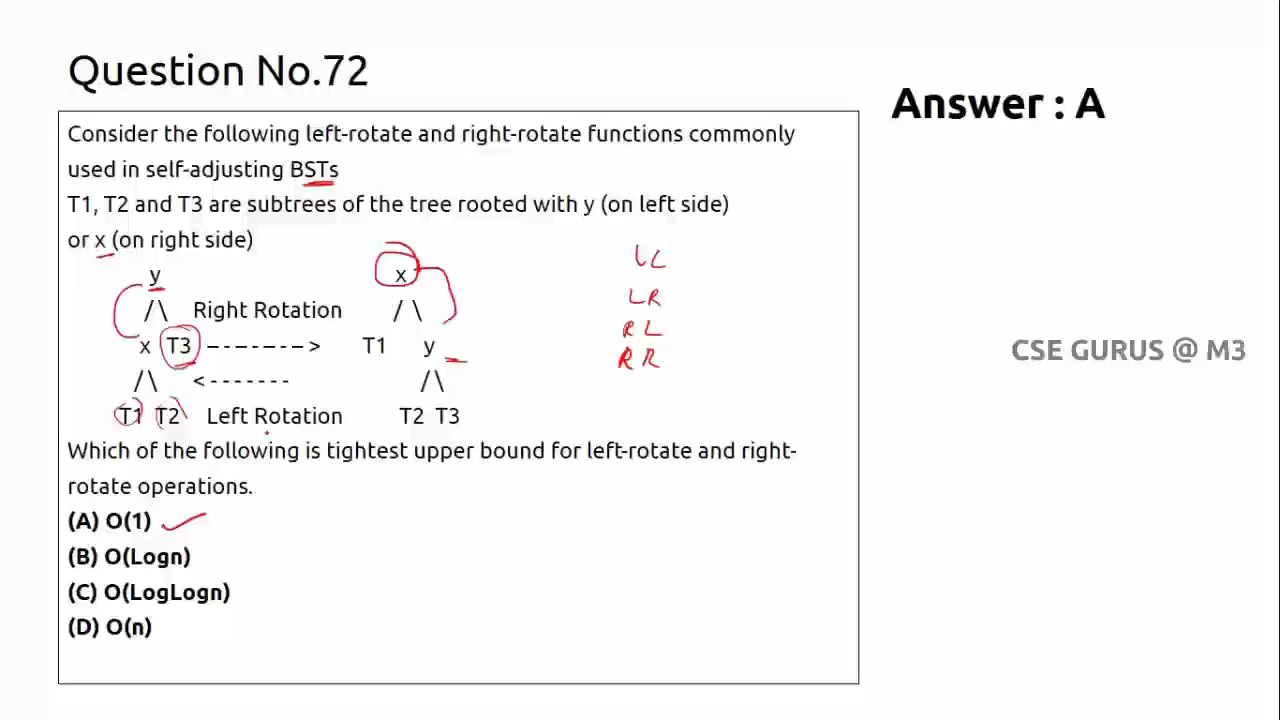 Question No.72
Answer : A
Consider the following left-rotate and right-rotate functions commonly
used in self-adjusting BSTs
T1, T2 and T3 are subtrees of the tree rooted with y (on left side)
or x (on right side)
y x
/\ Right Rotation /\
x T3 - - - - - - - > T1 y
/\ < - - - - - - - /\
T1 T2 Left Rotation T2 T3
LL
LR
RL
RR
CSE GURUS @ M3
Which of the following is tightest upper bound for left-rotate and right-
rotate operations.
(A) O(1)
(B) O(Logn)
(C) O(LogLogn)
(D) O(n)